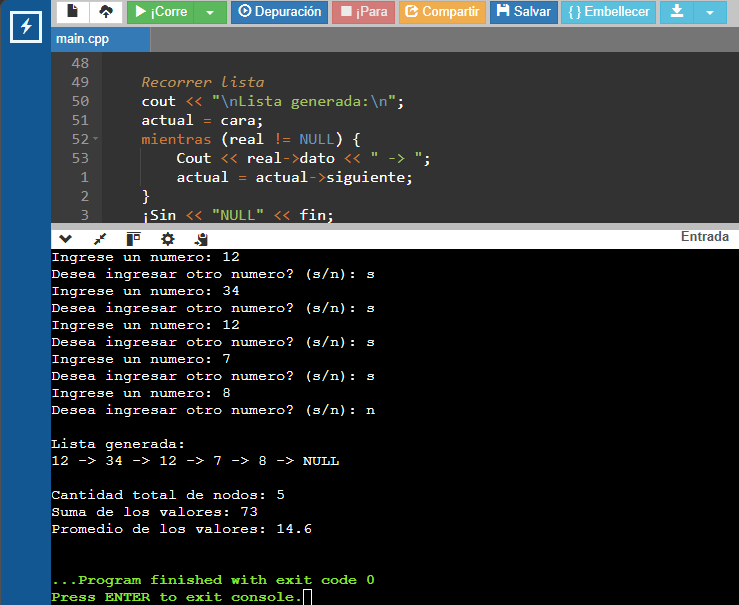 ¡Corre Depuración ¡Para Compartir Salvar {} Embellecer
main.cpp
48
49 Recorrer lista
50 cout << "\nLista generada:\n";
51 actual = cara;
52 mientras (real != NULL) {
53 Cout << real->dato << " -> ";
1 actual = actual->siguiente;
2 }
3 ¡Sin << "NULL" << fin;
Entrada
Ingrese un numero: 12
Desea ingresar otro numero? (s/n): s
Ingrese un numero: 34
Desea ingresar otro numero? (s/n): s
Ingrese un numero: 12
Desea ingresar otro numero? (s/n): s
Ingrese un numero: 7
Desea ingresar otro numero? (s/n): s
Ingrese un numero: 8
Desea ingresar otro numero? (s/n): n
Lista generada:
12 -> 34 -> 12 -> 7 -> 8 -> NULL
Cantidad total de nodos: 5
Suma de los valores: 73
Promedio de los valores: 14.6
...Program finished with exit code 0
Press ENTER to exit console.